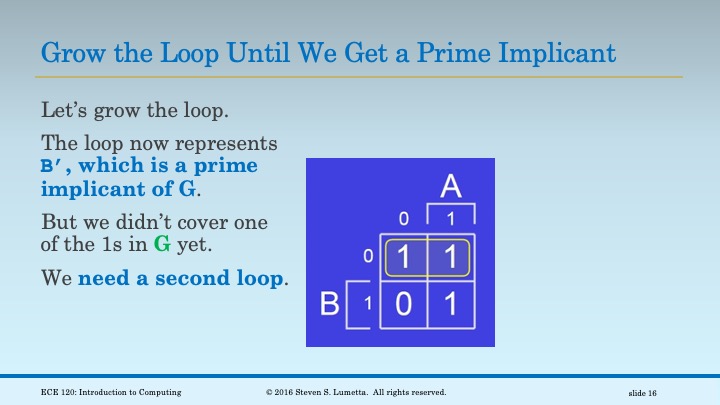 Grow the Loop Until We Get a Prime Implicant
Let’s grow the loop.
The loop now represents
B′, which is a prime
implicant of G.
But we didn’t cover one
of the 1s in G yet.
We need a second loop.
A
0 1
0 1 1
B 1 0 1
ECE 120: Introduction to Computing © 2016 Steven S. Lumetta. All rights reserved. slide 16